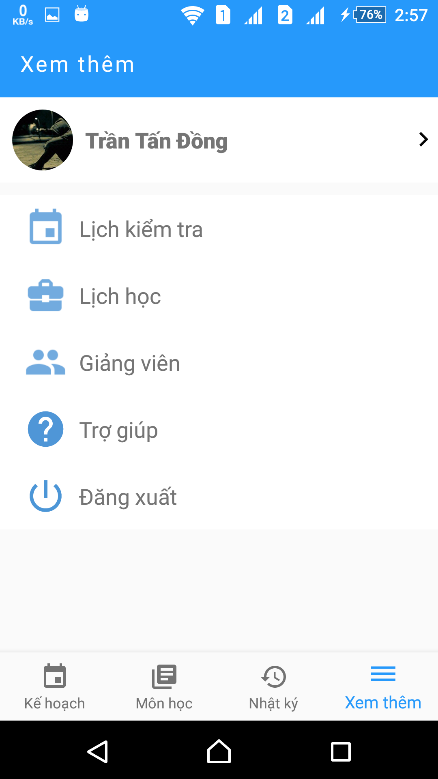 0
KB/s
1
2
76%
2:57
Xem thêm
Trần Tấn Đồng
Lịch kiểm tra
Lịch học
Giảng viên
Trợ giúp
Đăng xuất
Kế hoạch
Môn học
Nhật ký
Xem thêm